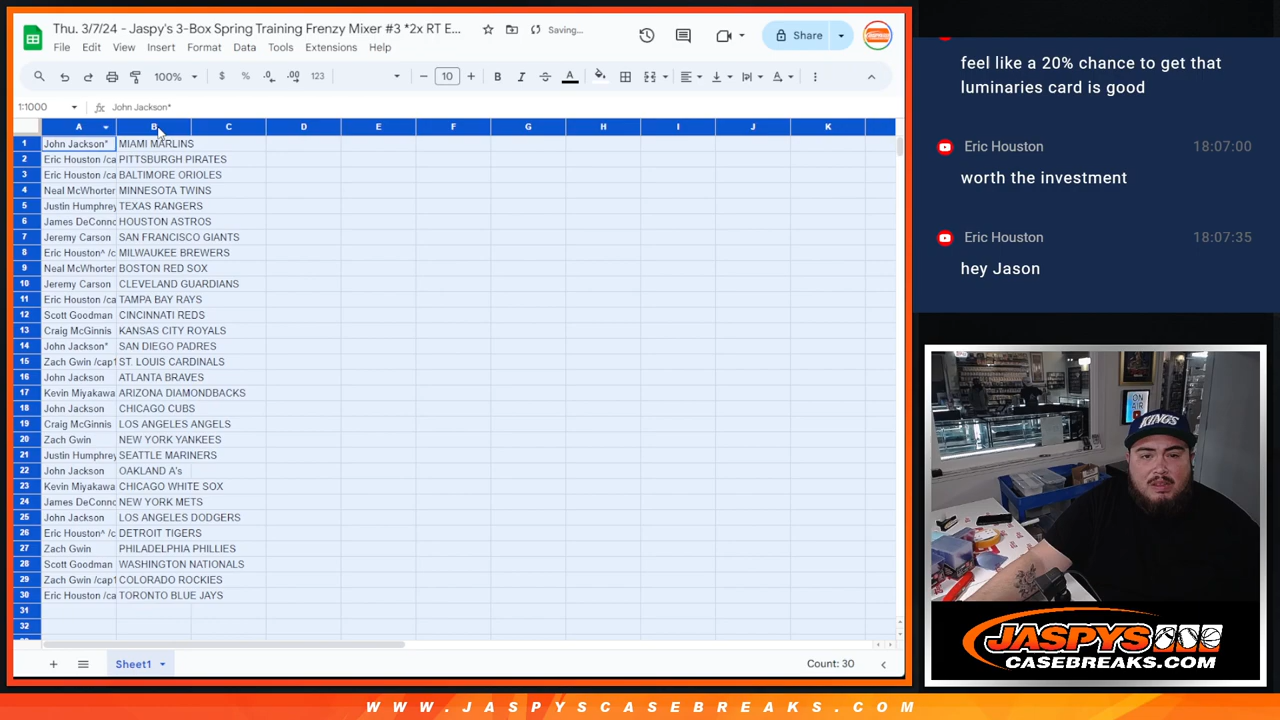 Thu. 3/7/24 - Jaspy's 3-Box Spring Training Frenzy Mixer #3 *2x RT E...
Saving...
Share
File Edit View Insert Format Data Tools Extensions Help
100% $ % .0 .00 123 10 B I S A
1:1000 fx John Jackson*
A B C D E F G H I J K
1 John Jackson* MIAMI MARLINS
2 Eric Houston /ca PITTSBURGH PIRATES
3 Eric Houston /ca BALTIMORE ORIOLES
4 Neal McWhorter MINNESOTA TWINS
5 Justin Humphrey TEXAS RANGERS
6 James DeConno HOUSTON ASTROS
7 Jeremy Carson SAN FRANCISCO GIANTS
8 Eric Houston^ /c MILWAUKEE BREWERS
9 Neal McWhorter BOSTON RED SOX
10 Jeremy Carson CLEVELAND GUARDIANS
11 Eric Houston /ca TAMPA BAY RAYS
12 Scott Goodman CINCINNATI REDS
13 Craig McGinnis KANSAS CITY ROYALS
14 John Jackson* SAN DIEGO PADRES
15 Zach Gwin /cap1 ST. LOUIS CARDINALS
16 John Jackson ATLANTA BRAVES
17 Kevin Miyakawa ARIZONA DIAMONDBACKS
18 John Jackson CHICAGO CUBS
19 Craig McGinnis LOS ANGELES ANGELS
20 Zach Gwin NEW YORK YANKEES
21 Justin Humphrey SEATTLE MARINERS
22 John Jackson OAKLAND A's
23 Kevin Miyakawa CHICAGO WHITE SOX
24 James DeConno NEW YORK METS
25 John Jackson LOS ANGELES DODGERS
26 Eric Houston^ /c DETROIT TIGERS
27 Zach Gwin PHILADELPHIA PHILLIES
28 Scott Goodman WASHINGTON NATIONALS
29 Zach Gwin /cap1 COLORADO ROCKIES
30 Eric Houston /ca TORONTO BLUE JAYS
31
32
Sheet1
Count: 30
feel like a 20% chance to get that
luminaries card is good
Eric Houston 18:07:00
worth the investment
Eric Houston 18:07:35
hey Jason
ON AIR
KINGS
JASPYS
CASEBREAKS.COM
WWW.JASPYSCASEBREAKS.COM